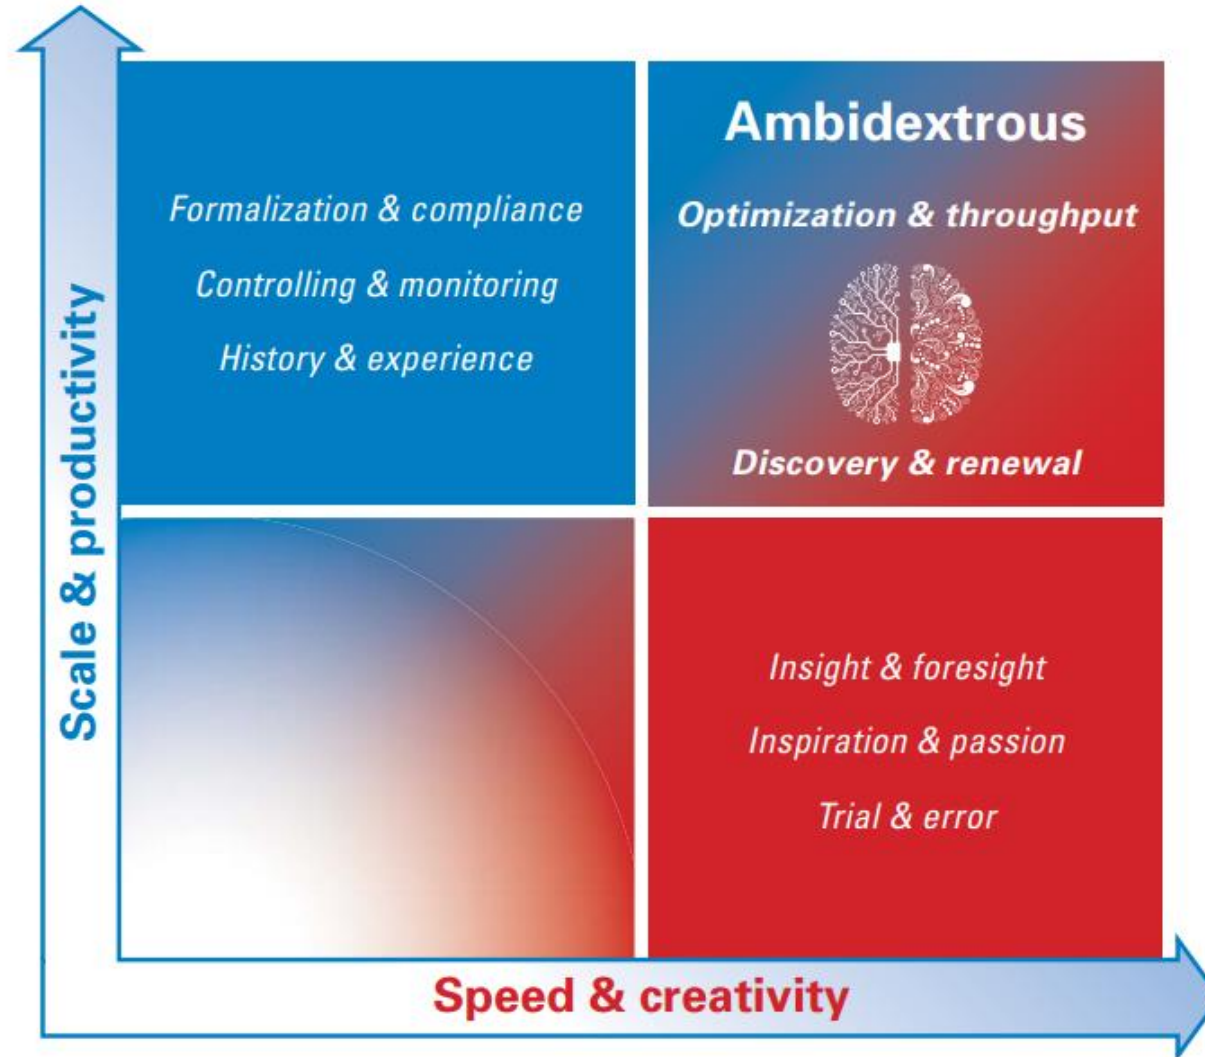 Ambidextrous
Formalization & compliance
Optimization & throughput
Controlling & monitoring
History & experience
Discovery & renewal
Scale & productivity
Insight & foresight
Inspiration & passion
Trial & error
Speed & creativity